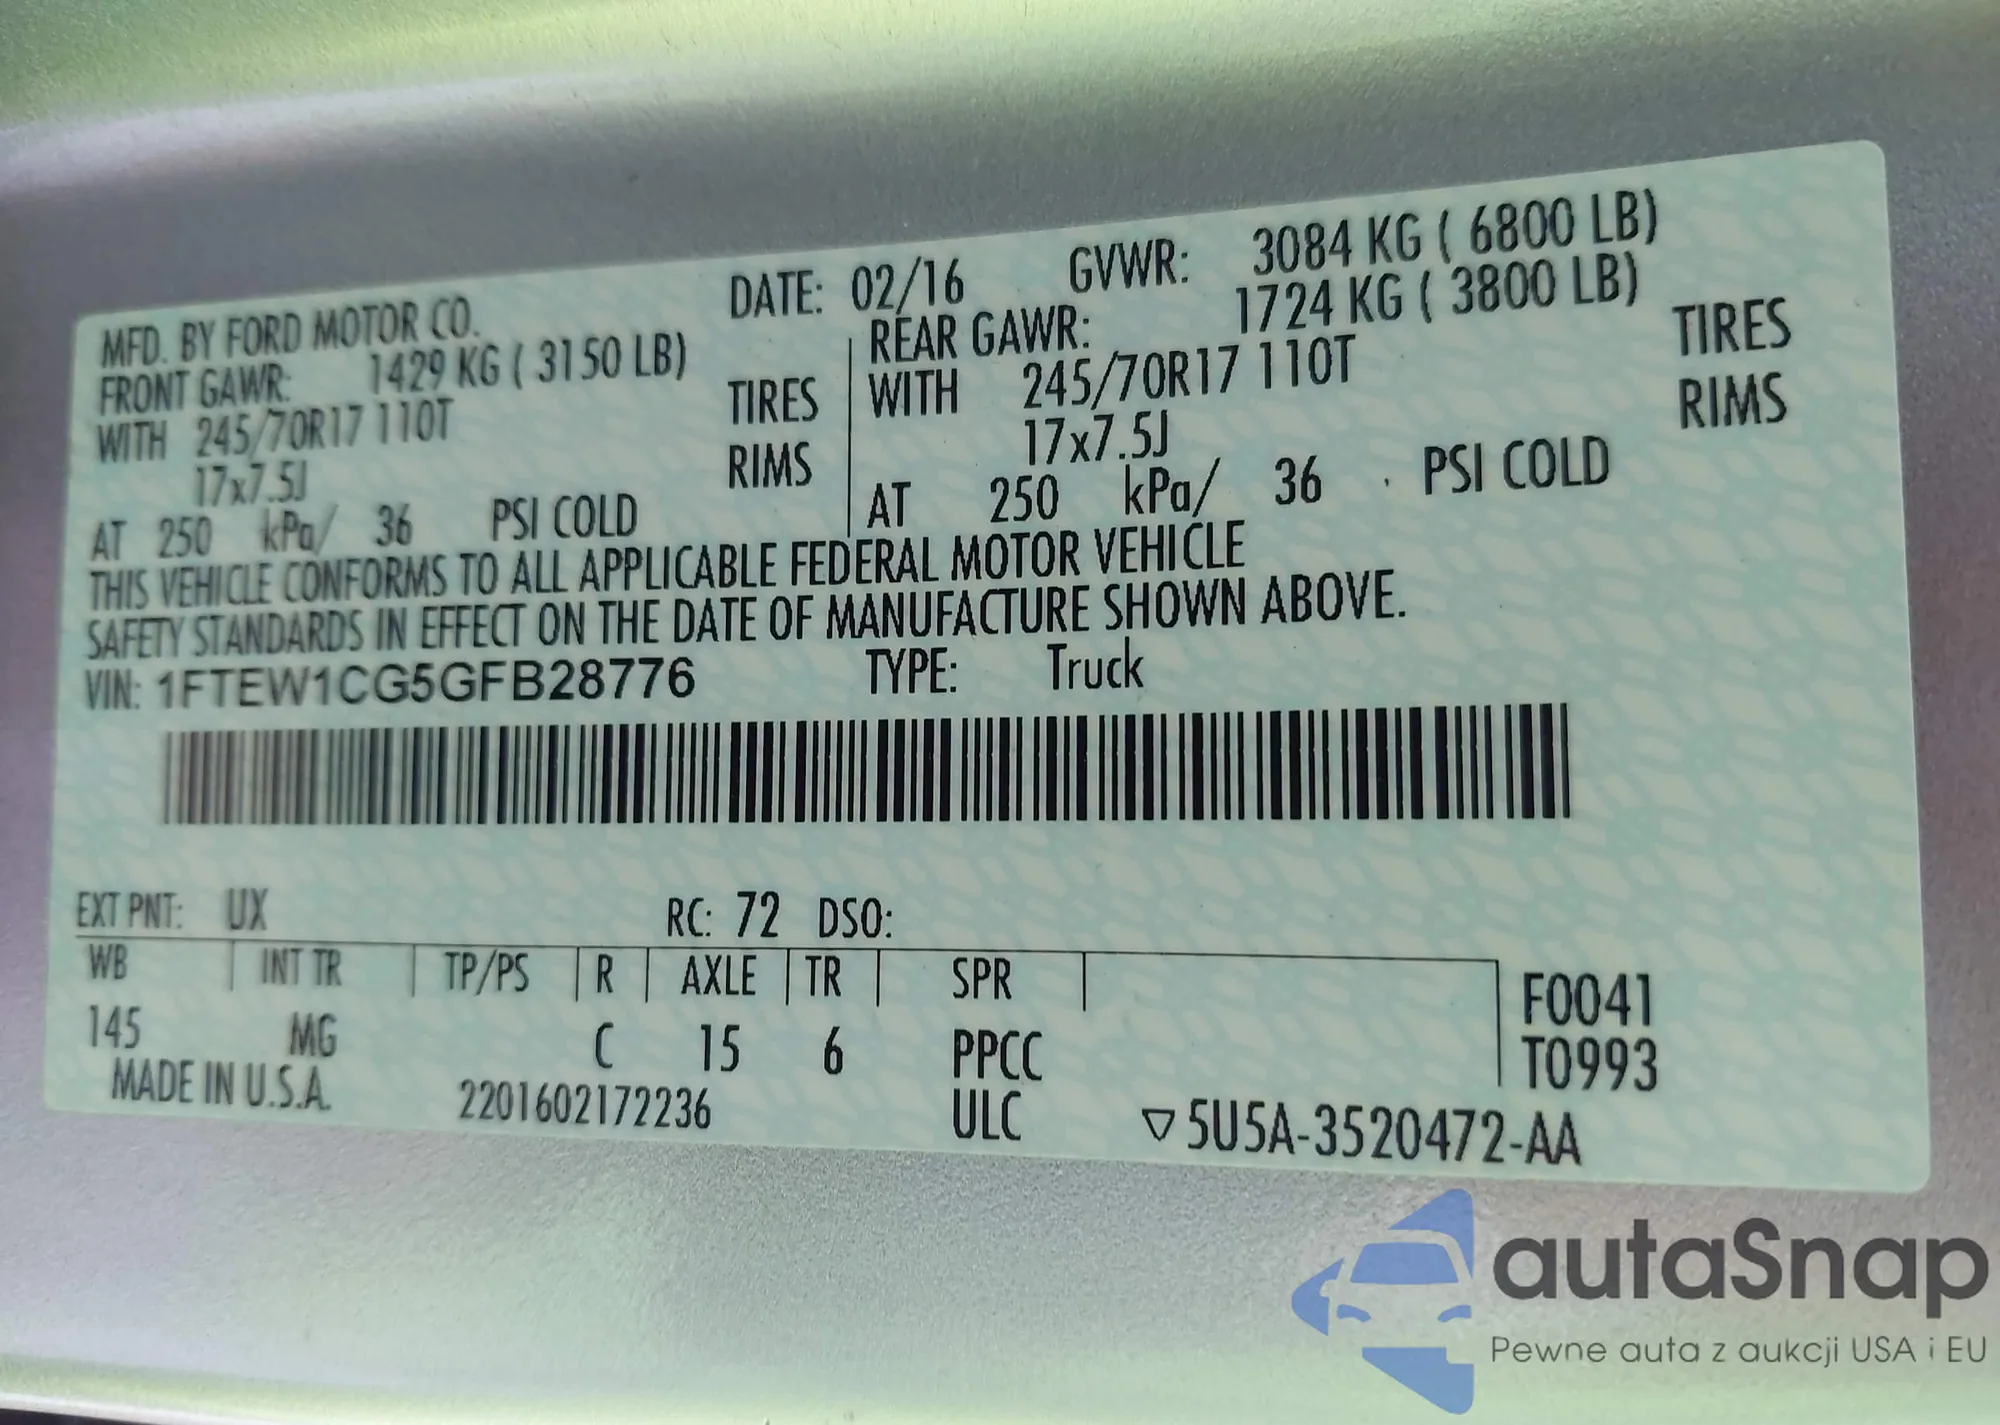 MFD. BY FORD MOTOR CO. DATE: 02/16 GVWR: 3084 KG ( 6800 LB)
FRONT GAWR: 1429 KG ( 3150 LB) REAR GAWR: 1724 KG ( 3800 LB)
WITH 245/70R17 110T TIRES WITH 245/70R17 110T TIRES
17x7.5J RIMS 17x7.5J RIMS
AT 250 kPa/ 36 PSI COLD AT 250 kPa/ 36 PSI COLD
THIS VEHICLE CONFORMS TO ALL APPLICABLE FEDERAL MOTOR VEHICLE
SAFETY STANDARDS IN EFFECT ON THE DATE OF MANUFACTURE SHOWN ABOVE.
VIN: 1FTEW1CG5GFB28776 TYPE: Truck
EXT PNT: UX RC: 72 DSO:
WB INT TR TP/PS R AXLE TR SPR F0041
145 MG C 15 6 PPCC T0993
MADE IN U.S.A. 2201602172236 ULC ▽5U5A-3520472-AA
autaSnap
Pewne auta z aukcji USA i EU